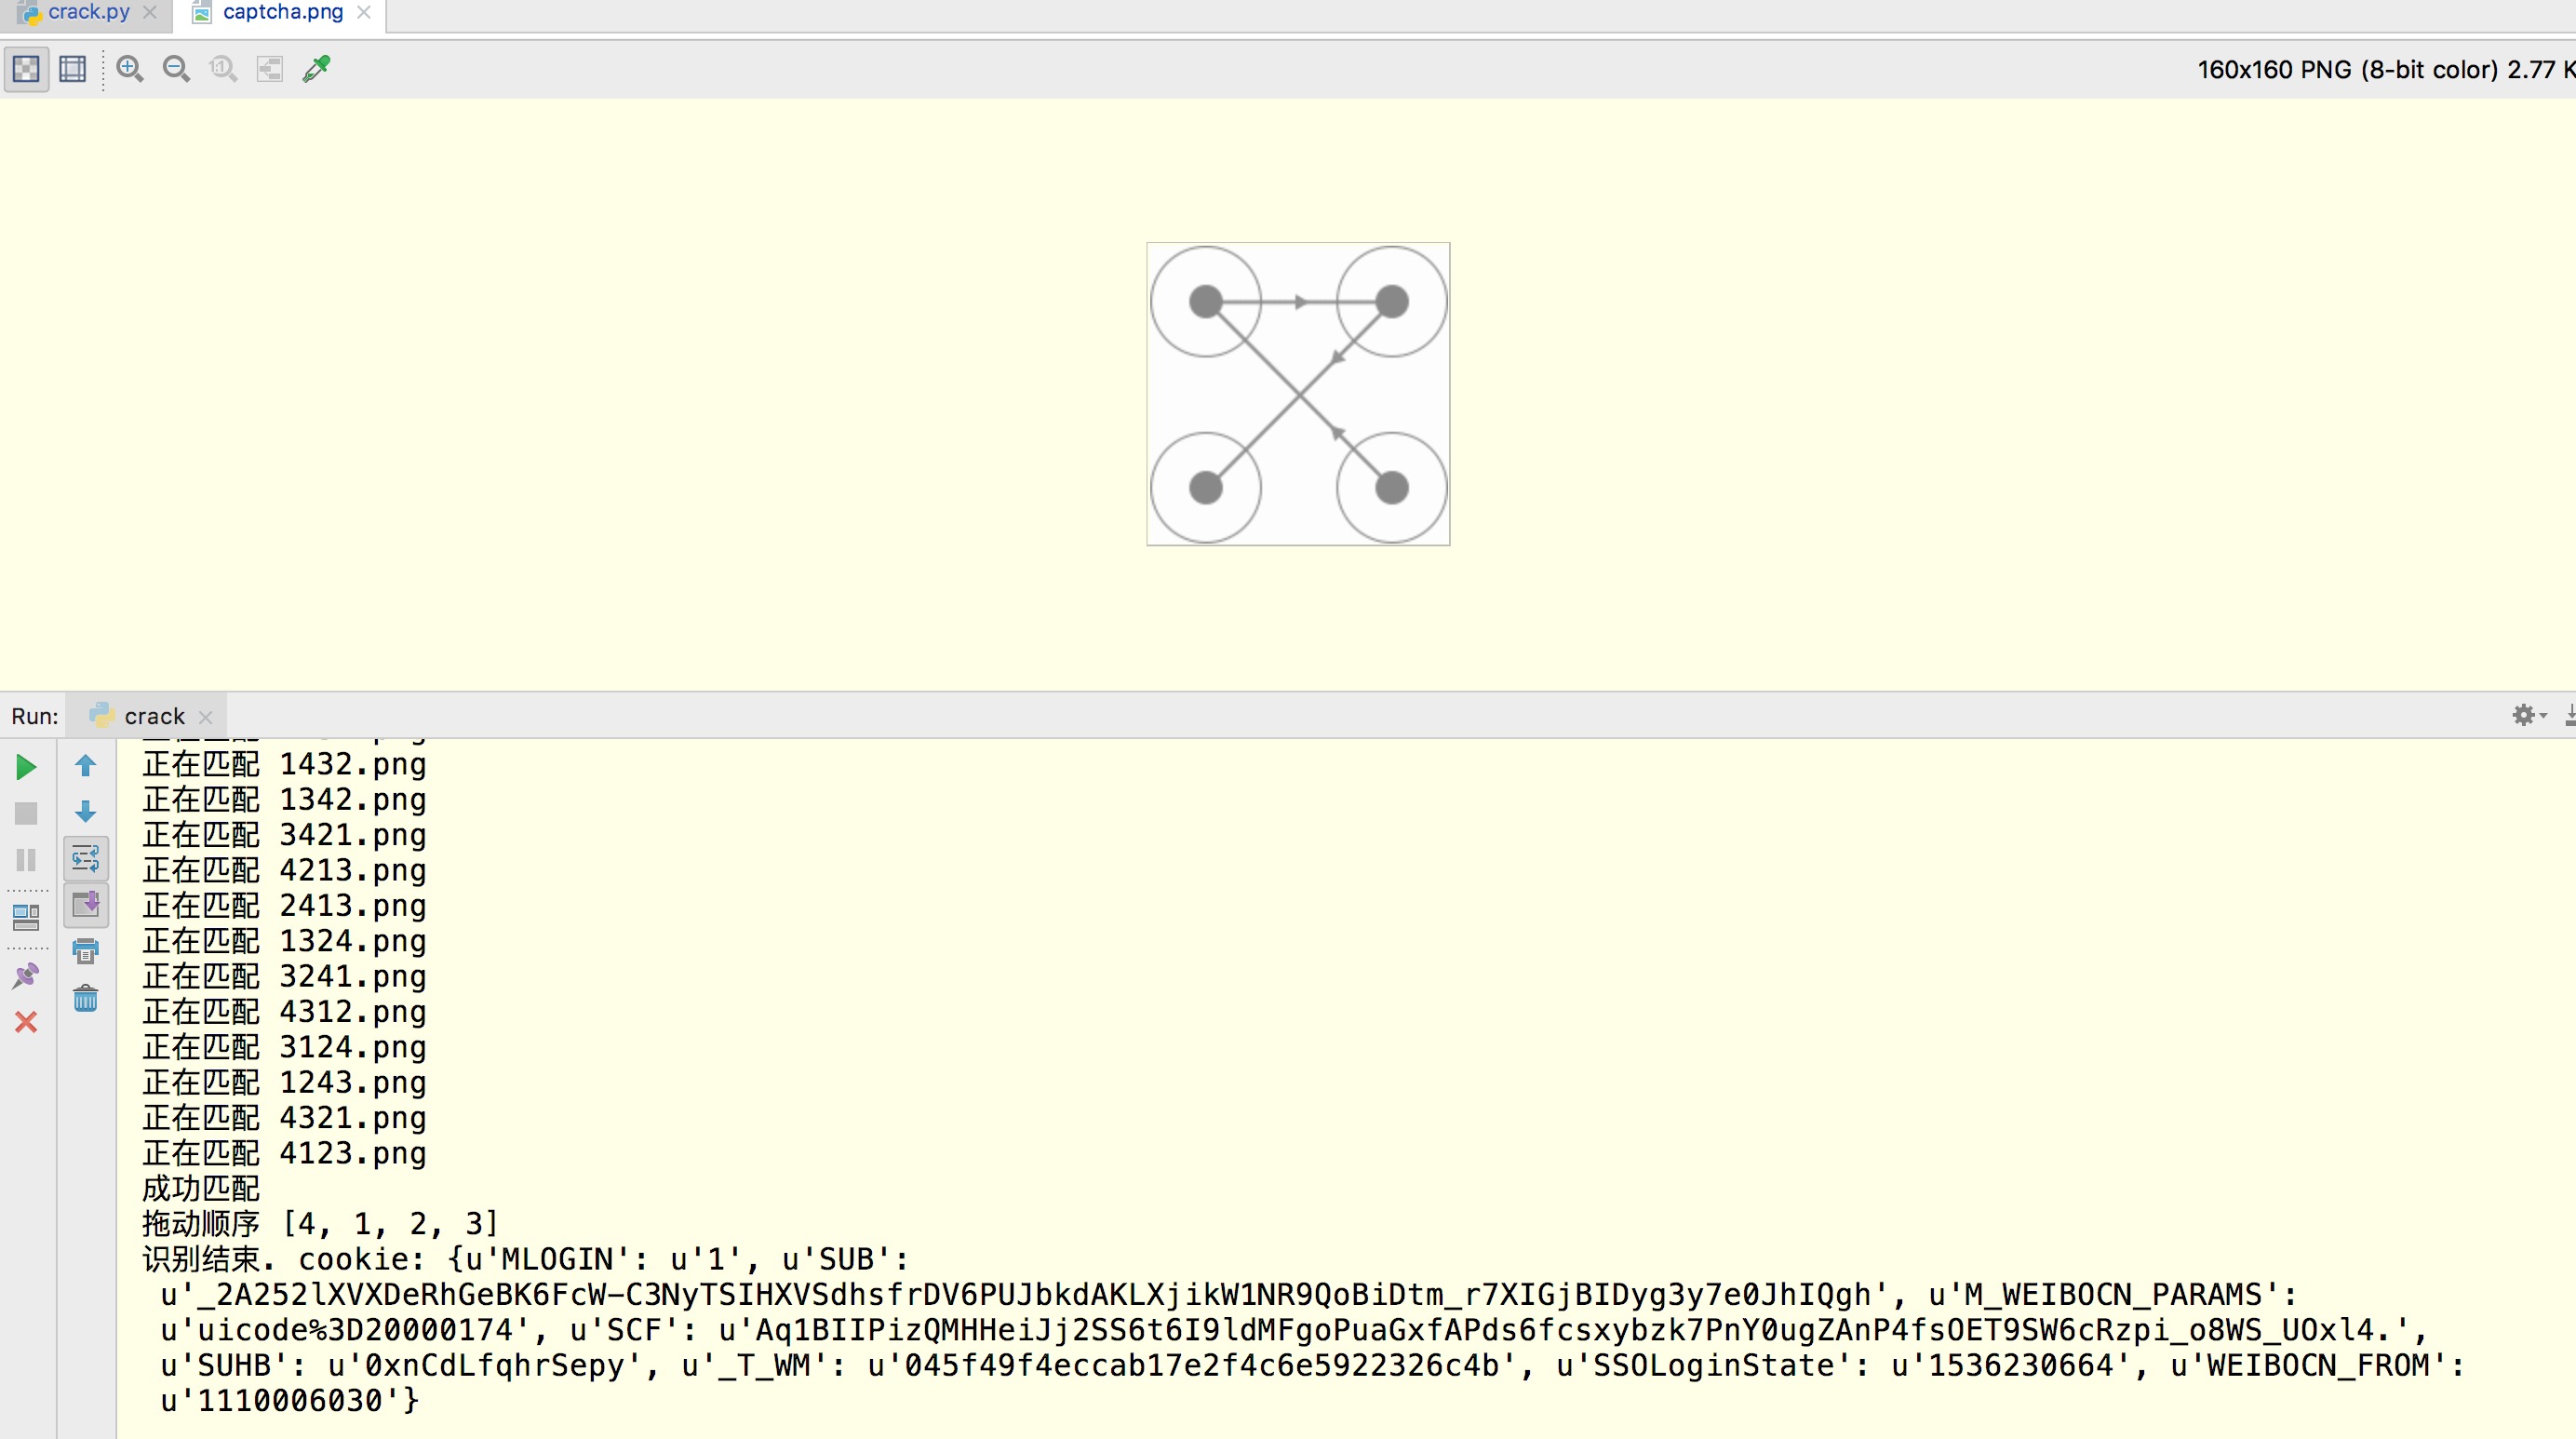 crack.py
captcha.png
160x160 PNG (8-bit color) 2.77
Run:
crack
正在匹配 1432.png
正在匹配 1342.png
正在匹配 3421.png
正在匹配 4213.png
正在匹配 2413.png
正在匹配 1324.png
正在匹配 3241.png
正在匹配 4312.png
正在匹配 3124.png
正在匹配 1243.png
正在匹配 4321.png
正在匹配 4123.png
成功匹配
拖动顺序 [4, 1, 2, 3]
识别结束. cookie: {u'MLOGIN': u'1', u'SUB':
u'_2A252lXVXDeRhGeBK6FcW-C3NyTSIHXVSdhsfrDV6PUJbkdAKLXjikW1NR9QoBiDtm_r7XIGjBIDyg3y7e0JhIQgh', u'M_WEIBOCN_PARAMS':
u'uicode%3D20000174', u'SCF': u'Aq1BIIPizQMHHeiJj2SS6t6I9ldMFgoPuaGxfAPds6fcsxybzk7PnY0ugZAnP4fsOET9SW6cRzpi_o8WS_UOxl4.',
u'SUHB': u'0xnCdLfqhrSepy', u'_T_WM': u'045f49f4eccab17e2f4c6e5922326c4b', u'SSOLoginState': u'1536230664', u'WEIBOCN_FROM':
u'1110006030'}